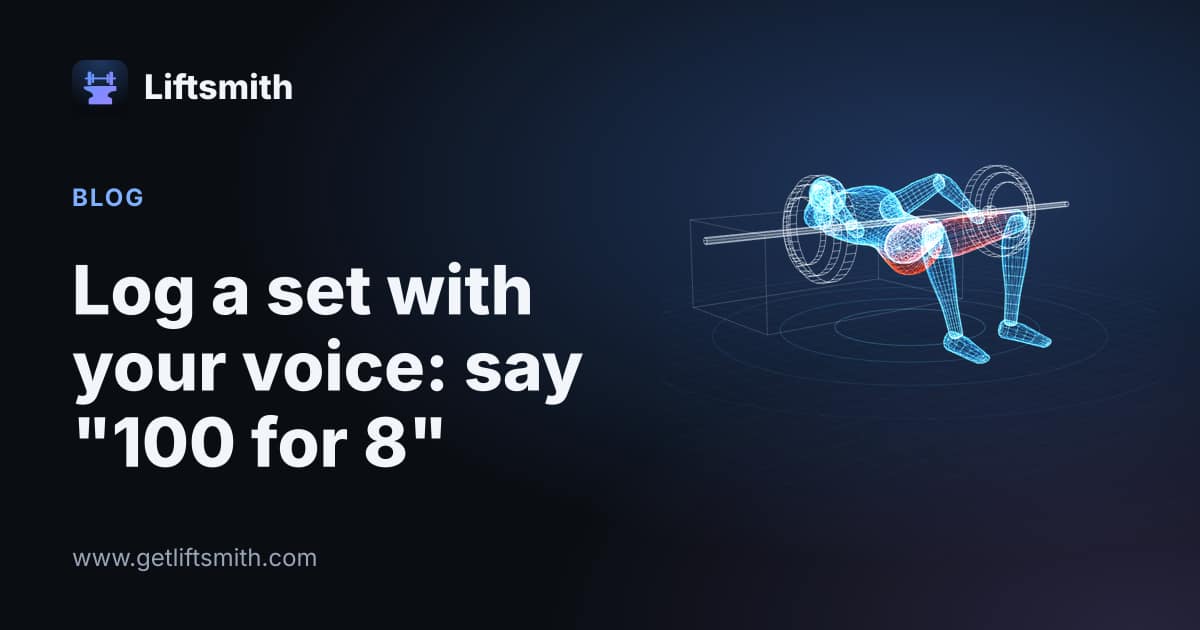 Liftsmith
BLOG
Log a set with
your voice: say
"100 for 8"
www.getliftsmith.com